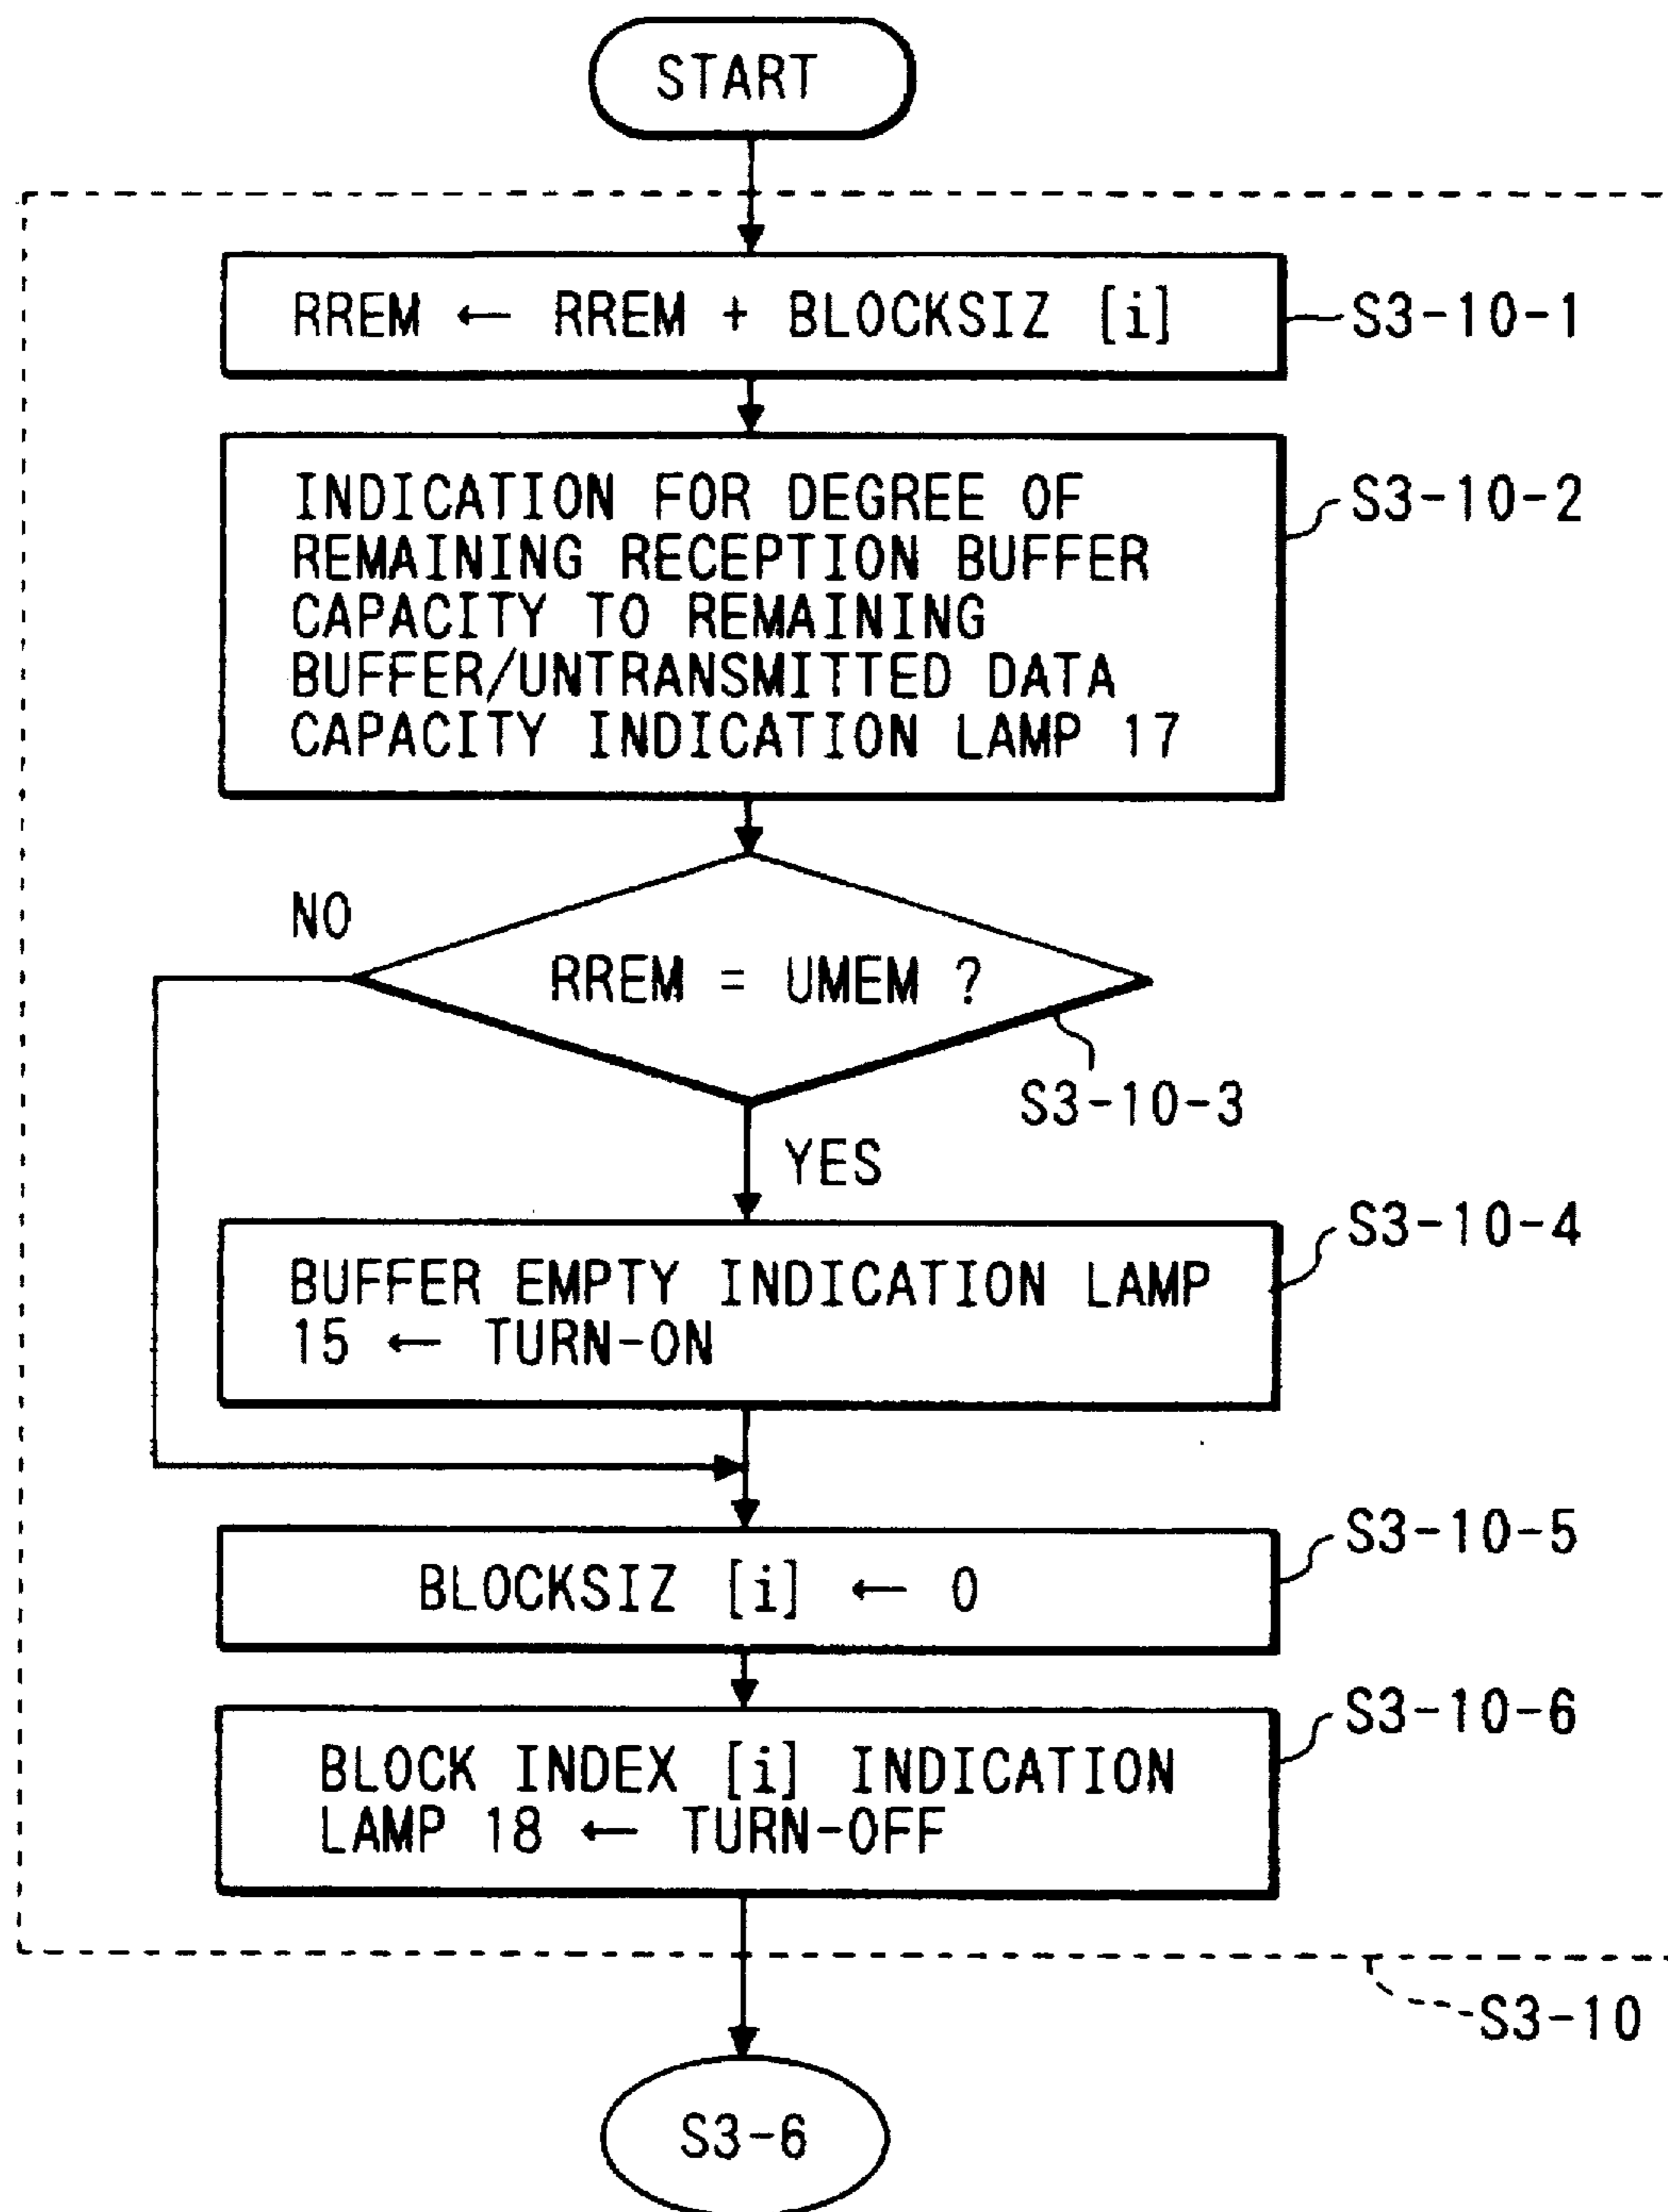 START
RREM ← RREM + BLOCKSIZ [i]
S3-10-1
INDICATION FOR DEGREE OF
REMAINING RECEPTION BUFFER
CAPACITY TO REMAINING
BUFFER/UNTRANSMITTED DATA
CAPACITY INDICATION LAMP 17
S3-10-2
NO
RREM = UMEM ?
S3-10-3
YES
BUFFER EMPTY INDICATION LAMP
15 ← TURN-ON
S3-10-4
BLOCKSIZ [i] ← 0
S3-10-5
BLOCK INDEX [i] INDICATION
LAMP 18 ← TURN-OFF
S3-10-6
S3-10
S3-6